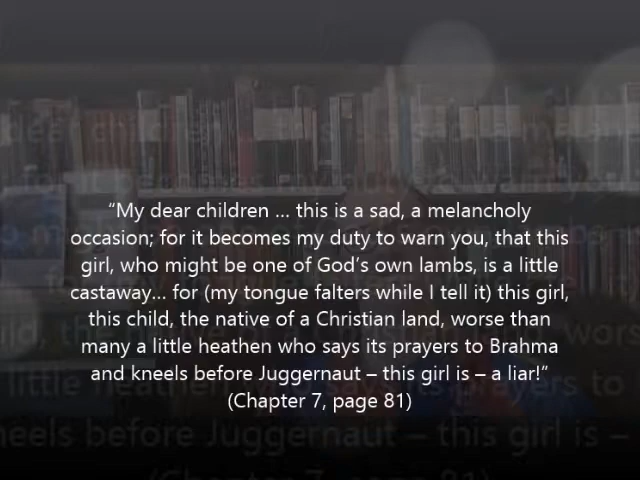 “My dear children ... this is a sad, a melancholy
occasion; for it becomes my duty to warn you, that this
girl, who might be one of God’s own lambs, is a little
castaway... for (my tongue falters while I tell it) this girl,
this child, the native of a Christian land, worse than
many a little heathen who says its prayers to Brahma
and kneels before Juggernaut – this girl is – a liar!”
(Chapter 7, page 81)